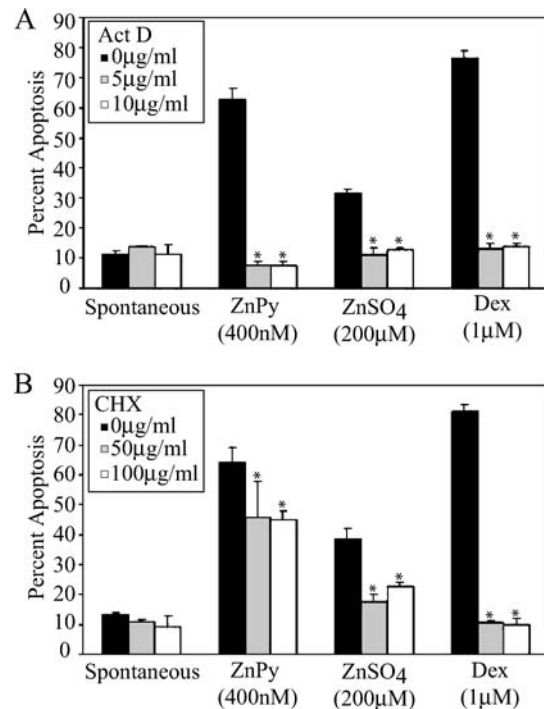 A
Act D
0µg/ml
5µg/ml
10µg/ml
Percent Apoptosis
90
80
70
60
50
40
30
20
10
0
* * * * * *
Spontaneous ZnPy ZnSO₄ Dex
(400nM) (200µM) (1µM)
B
CHX
0µg/ml
50µg/ml
100µg/ml
Percent Apoptosis
90
80
70
60
50
40
30
20
10
0
* * * * * *
Spontaneous ZnPy ZnSO₄ Dex
(400nM) (200µM) (1µM)